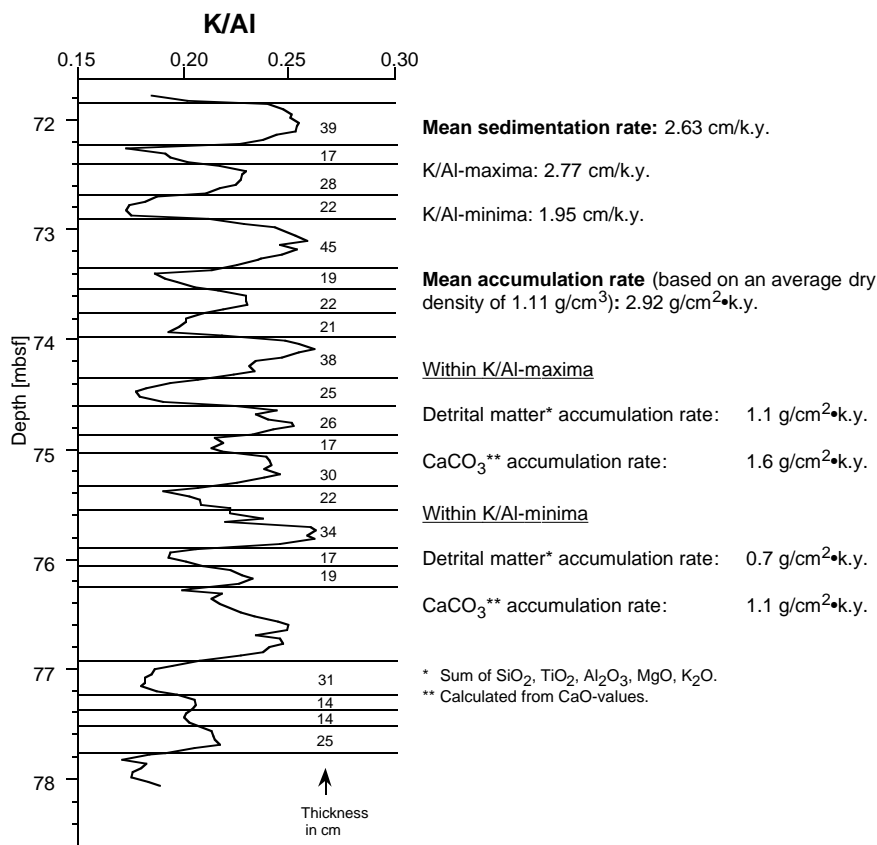 K/Al
0.15 0.20 0.25 0.30
72
73
74
75
76
77
78
Depth [mbsf]
39
17
28
22
45
19
22
21
38
25
26
17
30
22
34
17
19
31
14
14
25
Thickness
in cm
Mean sedimentation rate: 2.63 cm/k.y.
K/Al-maxima: 2.77 cm/k.y.
K/Al-minima: 1.95 cm/k.y.
Mean accumulation rate (based on an average dry
density of 1.11 g/cm³): 2.92 g/cm²•k.y.
Within K/Al-maxima
Detrital matter* accumulation rate: 1.1 g/cm²•k.y.
CaCO₃** accumulation rate: 1.6 g/cm²•k.y.
Within K/Al-minima
Detrital matter* accumulation rate: 0.7 g/cm²•k.y.
CaCO₃** accumulation rate: 1.1 g/cm²•k.y.
* Sum of SiO₂, TiO₂, Al₂O₃, MgO, K₂O.
** Calculated from CaO-values.